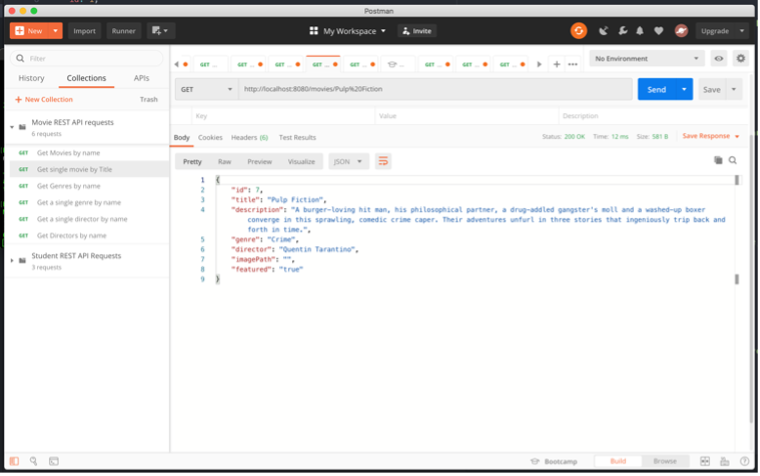 Postman
New
Import
Runner
My Workspace
Invite
Upgrade
Filter
History
Collections
APIs
+ New Collection
Trash
Movie REST API requests
6 requests
GET Get Movies by name
GET Get single movie by Title
GET Get Genres by name
GET Get a single genre by name
GET Get a single director by name
GET Get Directors by name
Student REST API Requests
3 requests
GET ... GET ... GET ... GET ... GET ... ... GET ... GET ... GET ...
No Environment
GET
http://localhost:8080/movies/Pulp%20Fiction
Send
Save
Key Value Description
Body Cookies Headers (6) Test Results
Status: 200 OK Time: 12 ms Size: 581 B Save Response
Pretty Raw Preview Visualize JSON
1 {
2 "id": 7,
3 "title": "Pulp Fiction",
4 "description": "A burger-loving hit man, his philosophical partner, a drug-addled gangster's moll and a washed-up boxer
converge in this sprawling, comedic crime caper. Their adventures unfurl in three stories that ingeniously trip back and
forth in time.",
5 "genre": "Crime",
6 "director": "Quentin Tarantino",
7 "imagePath": "",
8 "featured": "true"
9 }
Bootcamp
Build
Browse